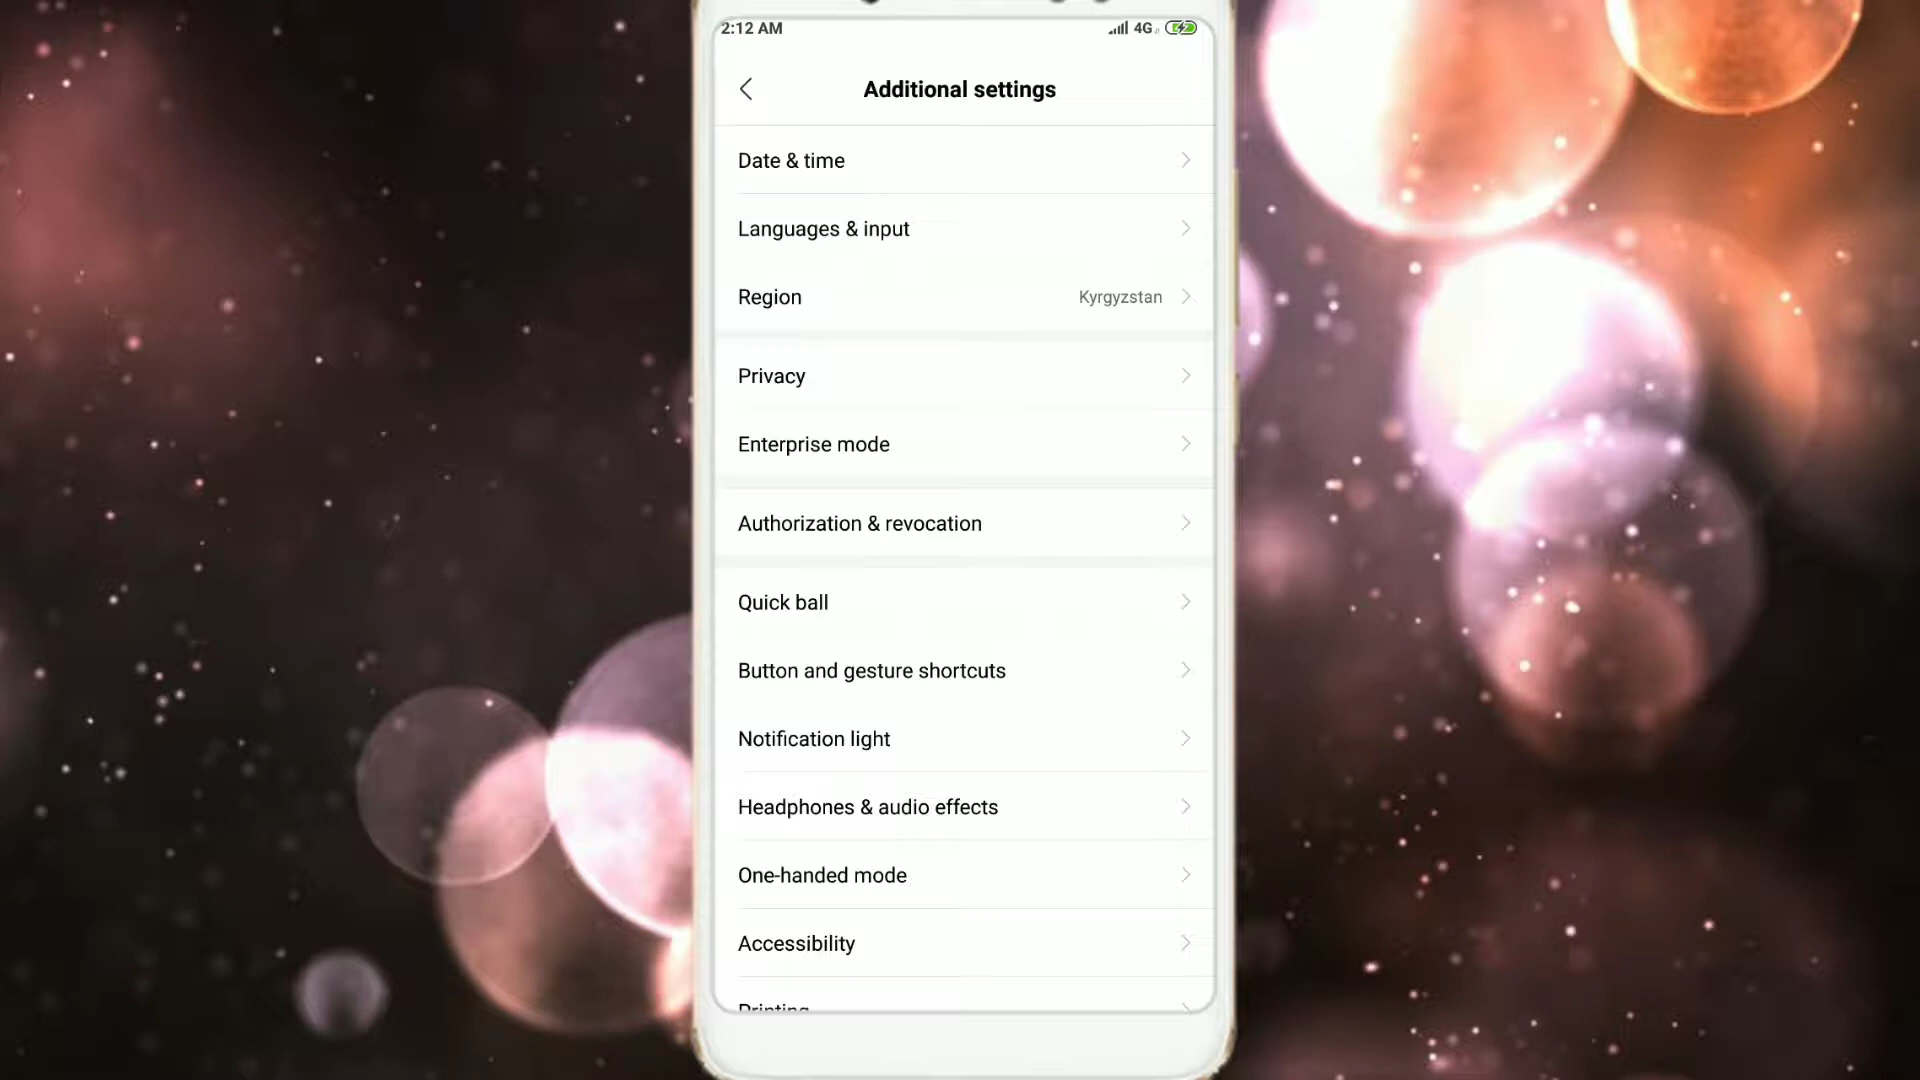 2:12 AM
4G
Additional settings
Date & time
Languages & input
Region
Kyrgyzstan
Privacy
Enterprise mode
Authorization & revocation
Quick ball
Button and gesture shortcuts
Notification light
Headphones & audio effects
One-handed mode
Accessibility
Printing